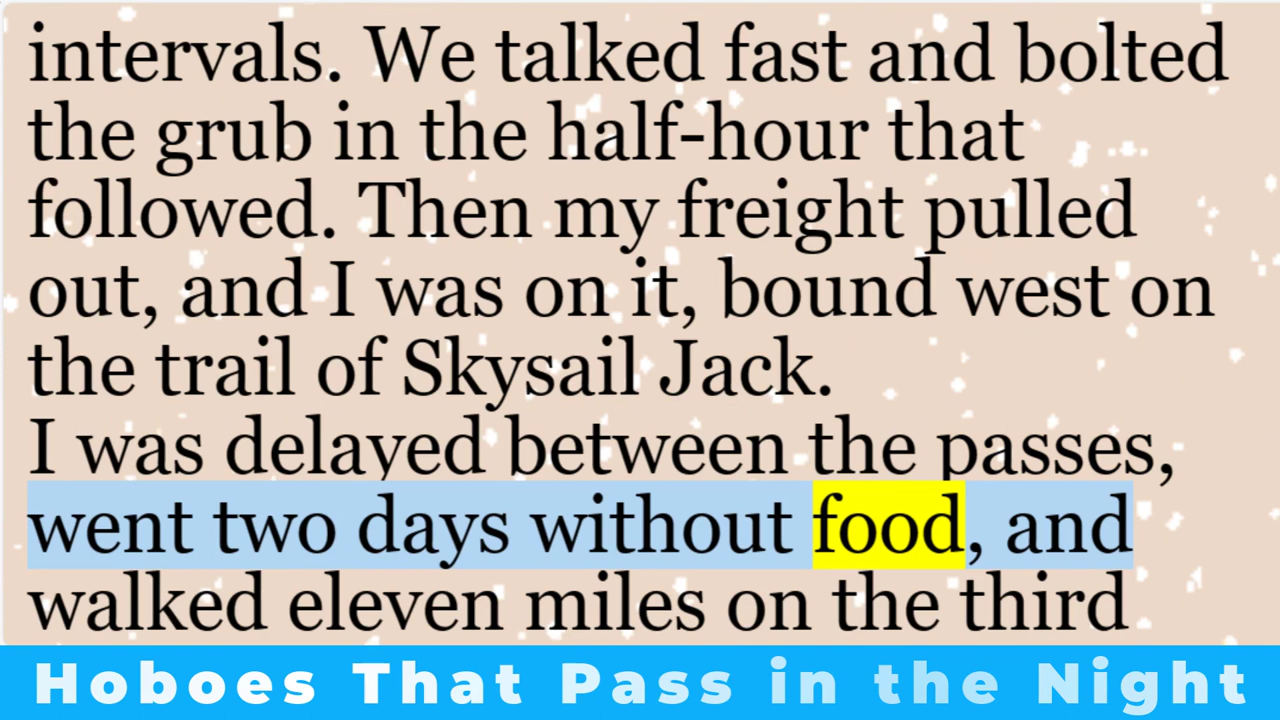 intervals. We talked fast and bolted
the grub in the half-hour that
followed. Then my freight pulled
out, and I was on it, bound west on
the trail of Skysail Jack.
I was delayed between the passes,
went two days without food, and
walked eleven miles on the third
Hoboes That Pass in the Night